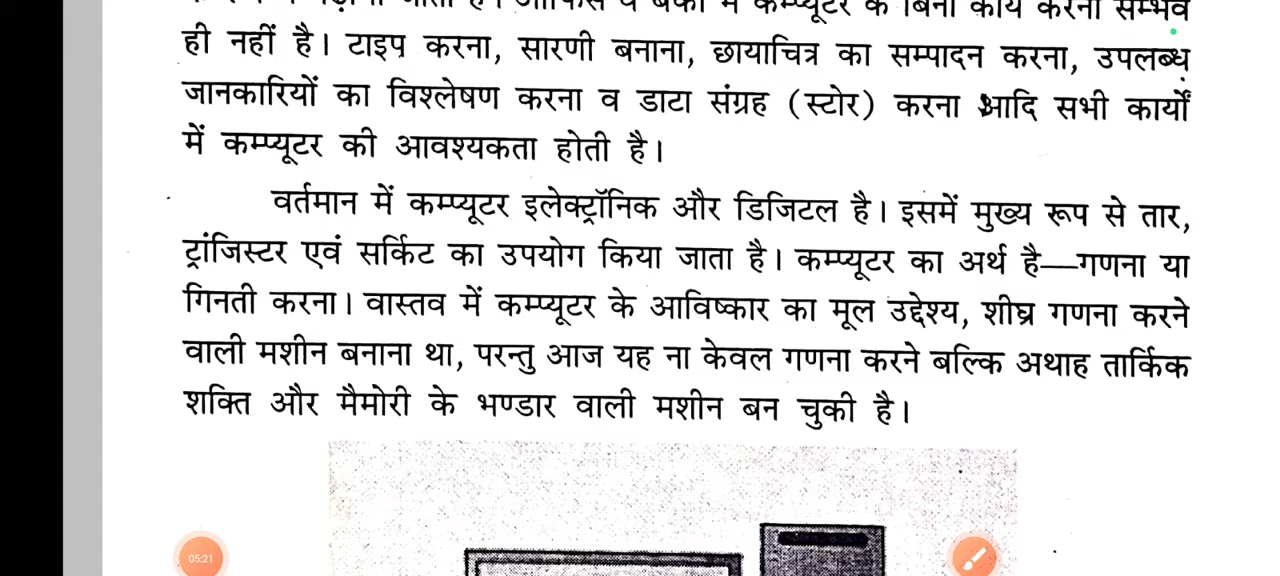 ही नहीं है। टाइप करना, सारणी बनाना, छायाचित्र का सम्पादन करना, उपलब्ध
जानकारियों का विश्लेषण करना व डाटा संग्रह (स्टोर) करना आदि सभी कार्यों
में कम्प्यूटर की आवश्यकता होती है।
वर्तमान में कम्प्यूटर इलेक्ट्रॉनिक और डिजिटल है। इसमें मुख्य रूप से तार,
ट्रांजिस्टर एवं सर्किट का उपयोग किया जाता है। कम्प्यूटर का अर्थ है—गणना या
गिनती करना। वास्तव में कम्प्यूटर के आविष्कार का मूल उद्देश्य, शीघ्र गणना करने
वाली मशीन बनाना था, परन्तु आज यह ना केवल गणना करने बल्कि अथाह तार्किक
शक्ति और मैमोरी के भण्डार वाली मशीन बन चुकी है।
05:21